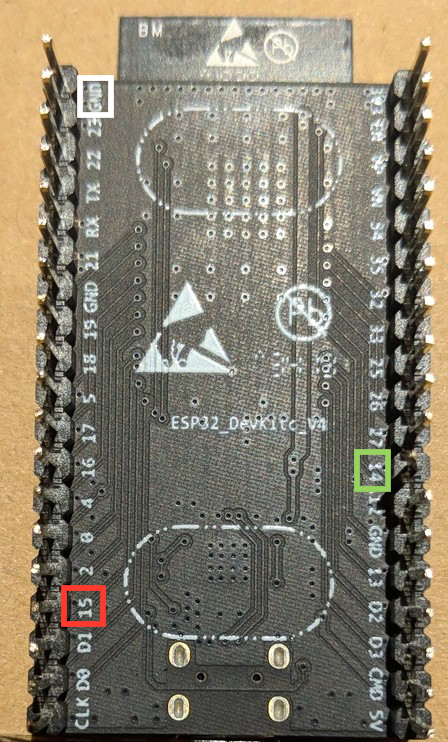 BM
GND
23
22
TX
RX
21
GND
19
18
5
17
16
4
0
2
15
D1
D0
CLK
3V3
EN
VP
VN
34
35
32
33
25
26
27
14
12
GND
13
D2
D3
CMD
5V
Pb
Pb
ESP32_DevKitc_V4